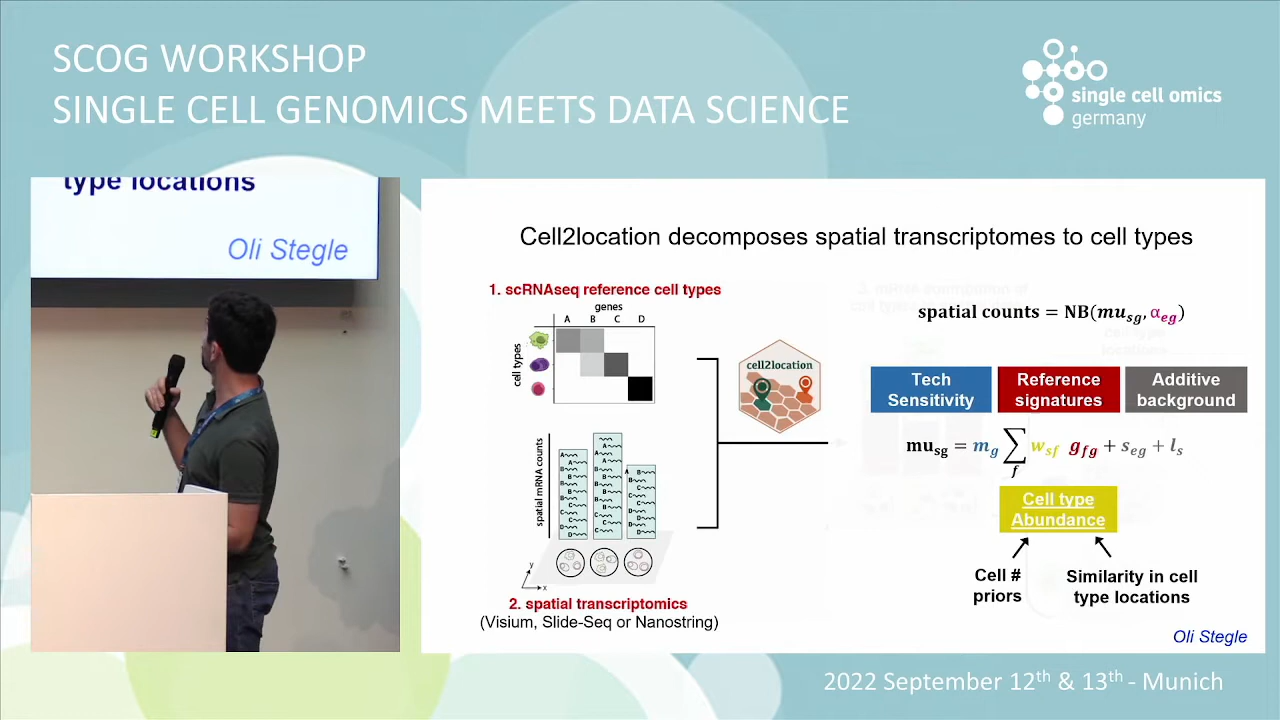 SCOG WORKSHOP
SINGLE CELL GENOMICS MEETS DATA SCIENCE
single cell omics
germany
type locations
Oli Stegle
Cell2location decomposes spatial transcriptomes to cell types
1. scRNAseq reference cell types
genes
A B C D
cell types
cell2location
spatial mRNA counts
y
x
2. spatial transcriptomics
(Visium, Slide-Seq or Nanostring)
spatial counts = NB(mu_sg, α_eg)
Tech
Sensitivity
Reference
signatures
Additive
background
mu_sg = m_g ∑_f w_sf g_fg + s_eg + l_s
Cell type
Abundance
Cell #
priors
Similarity in cell
type locations
Oli Stegle
2022 September 12th & 13th - Munich